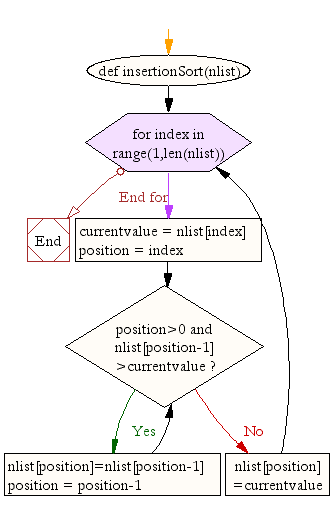 def insertionSort(nlist)
for index in
range(1,len(nlist))
End for
End
currentvalue = nlist[index]
position = index
position>0 and
nlist[position-1]
>currentvalue ?
Yes
No
nlist[position]=nlist[position-1]
position = position-1
nlist[position]
=currentvalue